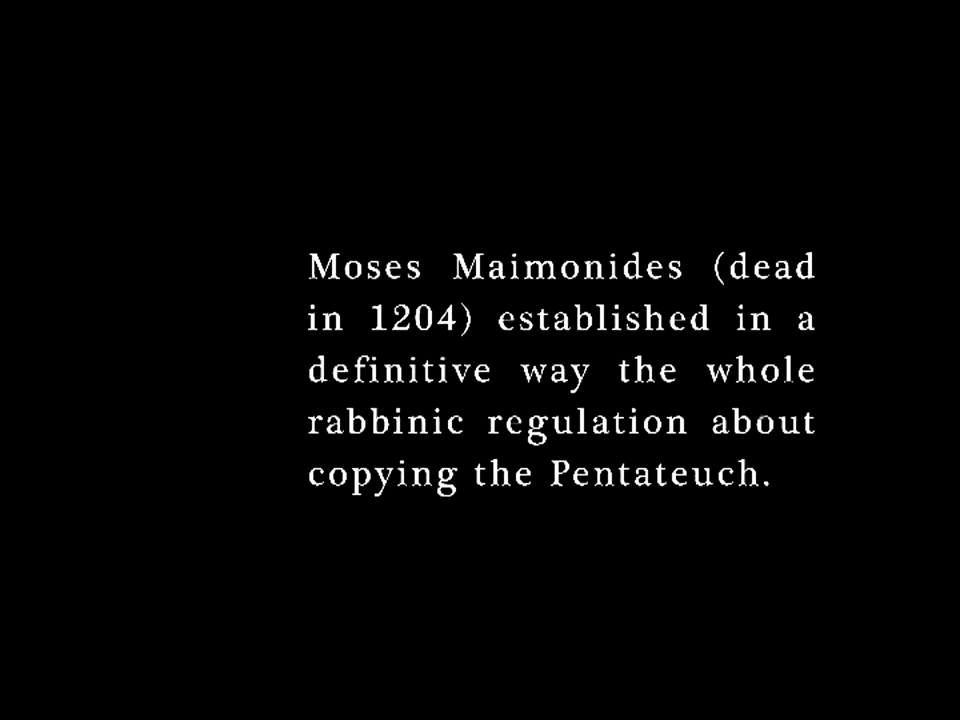 Moses Maimonides (dead
in 1204) established in a
definitive way the whole
rabbinic regulation about
copying the Pentateuch.